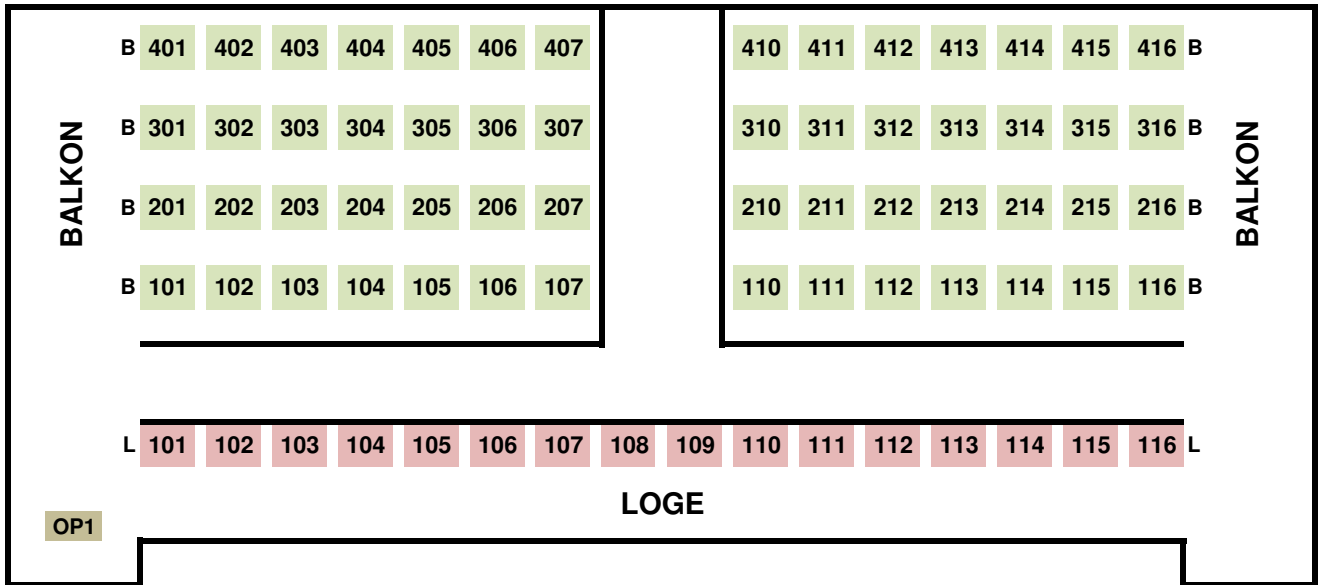 B 401 402 403 404 405 406 407 410 411 412 413 414 415 416 B
B 301 302 303 304 305 306 307 310 311 312 313 314 315 316 B
BALKON
BALKON
B 201 202 203 204 205 206 207 210 211 212 213 214 215 216 B
B 101 102 103 104 105 106 107 110 111 112 113 114 115 116 B
L 101 102 103 104 105 106 107 108 109 110 111 112 113 114 115 116 L
LOGE
OP1